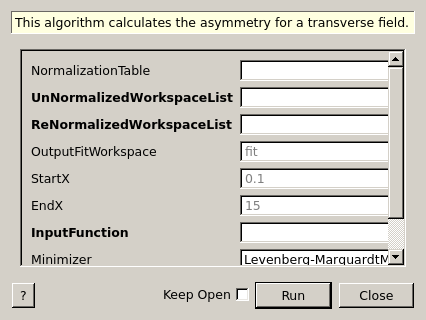 This algorithm calculates the asymmetry for a transverse field.
NormalizationTable
UnNormalizedWorkspaceList
ReNormalizedWorkspaceList
OutputFitWorkspace fit
StartX 0.1
EndX 15
InputFunction
Minimizer Levenberg-MarquardtM
? Keep Open Run Close